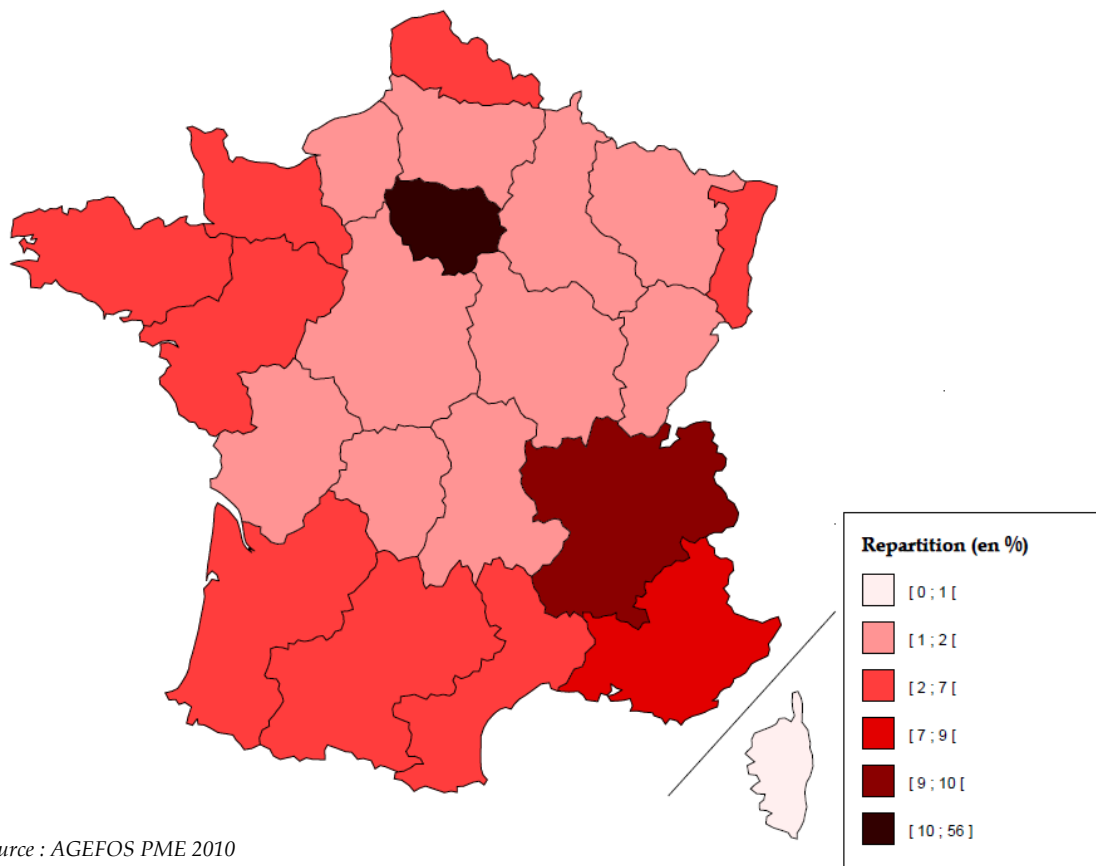 Repartition (en %)
[ 0 ; 1 [
[ 1 ; 2 [
[ 2 ; 7 [
[ 7 ; 9 [
[ 9 ; 10 [
[ 10 ; 56 ]
urce : AGEFOS PME 2010